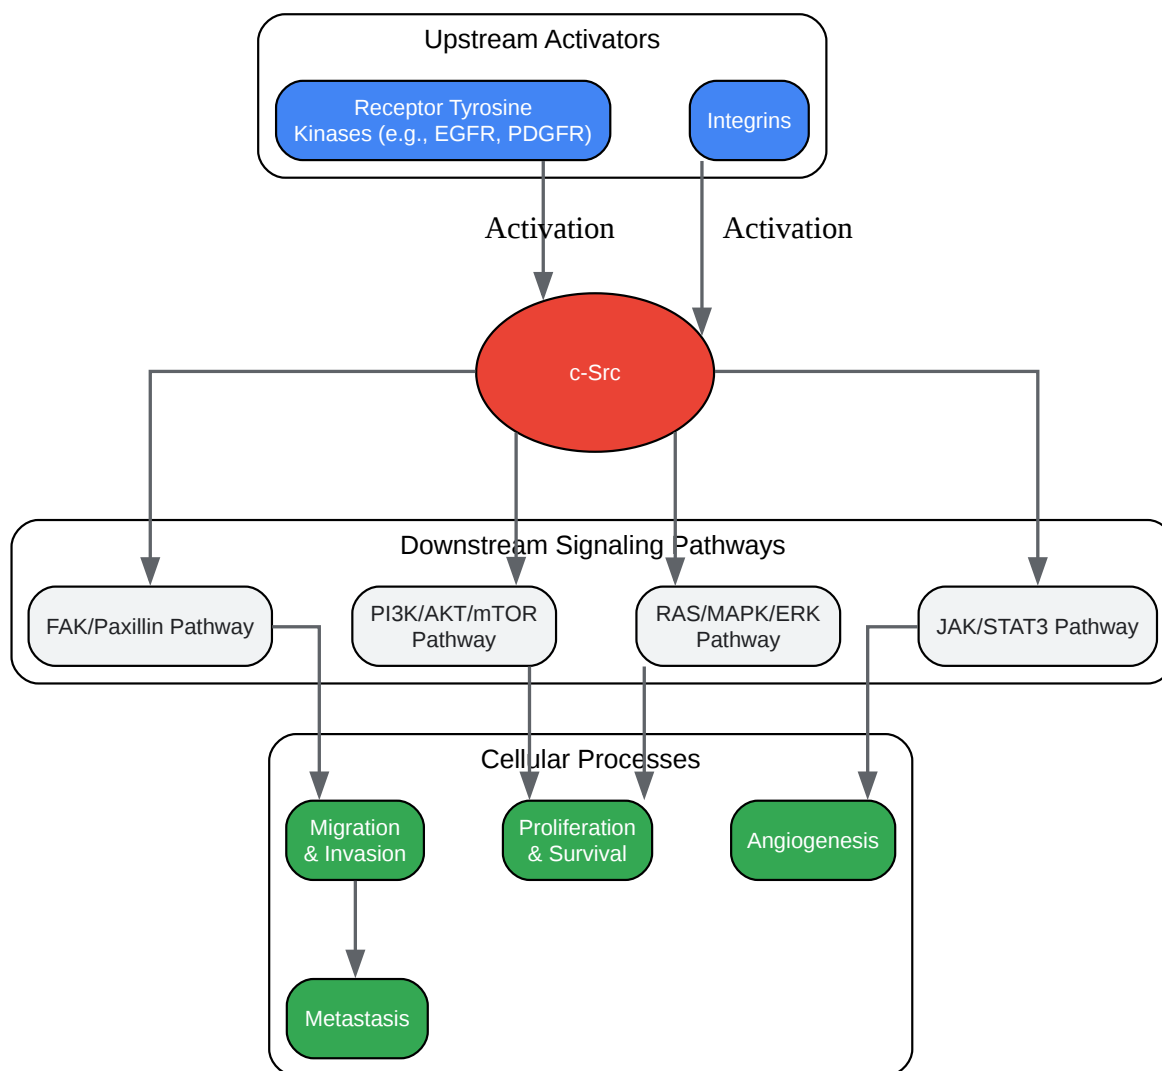 Upstream Activators
Receptor Tyrosine
Kinases (e.g., EGFR, PDGFR)
Integrins
Activation
Activation
c-Src
Downstream Signaling Pathways
FAK/Paxillin Pathway
PI3K/AKT/mTOR
Pathway
RAS/MAPK/ERK
Pathway
JAK/STAT3 Pathway
Cellular Processes
Migration
& Invasion
Proliferation
& Survival
Angiogenesis
Metastasis